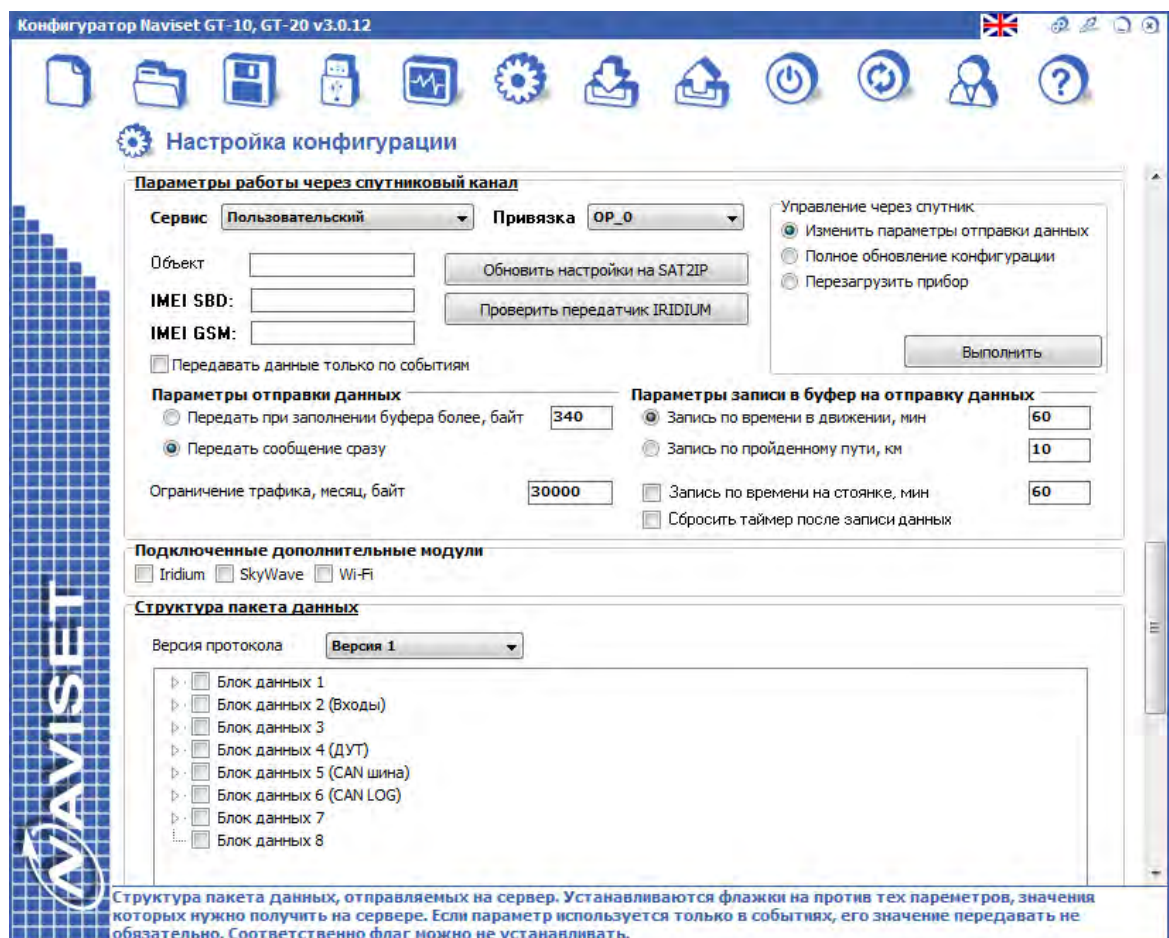 Конфигуратор Naviset GT-10, GT-20 v3.0.12
Настройка конфигурации
Параметры работы через спутниковый канал
Сервис Пользовательский Привязка OP_0
Управление через спутник
Изменить параметры отправки данных
Полное обновление конфигурации
Перезагрузить прибор
Выполнить
Объект
Обновить настройки на SAT2IP
IMEI SBD:
Проверить передатчик IRIDIUM
IMEI GSM:
Передавать данные только по событиям
Параметры отправки данных
Передать при заполнении буфера более, байт 340
Передать сообщение сразу
Ограничение трафика, месяц, байт 30000
Параметры записи в буфер на отправку данных
Запись по времени в движении, мин 60
Запись по пройденному пути, км 10
Запись по времени на стоянке, мин 60
Сбросить таймер после записи данных
Подключенные дополнительные модули
Iridium SkyWave Wi-Fi
Структура пакета данных
Версия протокола Версия 1
Блок данных 1
Блок данных 2 (Входы)
Блок данных 3
Блок данных 4 (ДУТ)
Блок данных 5 (CAN шина)
Блок данных 6 (CAN LOG)
Блок данных 7
Блок данных 8
NAVISET
Структура пакета данных, отправляемых на сервер. Устанавливаются флажки на против тех пареметров, значения
которых нужно получить на сервере. Если параметр используется только в событиях, его значение передавать не
обязательно. Соответственно флаг можно не устанавливать.